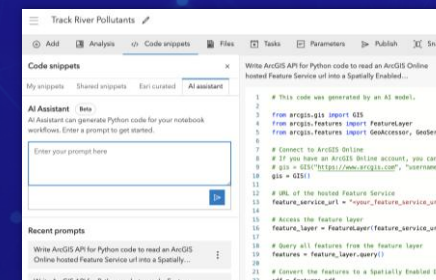 Track River Pollutants
Add Analysis Code snippets Files Tasks Parameters Publish Sn
Code snippets ×
My snippets Shared snippets Esri curated AI assistant
AI Assistant Beta
AI Assistant can generate Python code for your notebook
workflows. Enter a prompt to get started.
Enter your prompt here
Recent prompts
Write ArcGIS API for Python code to read an ArcGIS
Online hosted Feature Service url into a Spatially...
Write ArcGIS API for Python code to read an ArcGIS Online
hosted Feature Service url into a Spatially Enabled...
1 # This code was generated by an AI model.
2
3 from arcgis.gis import GIS
4 from arcgis.features import FeatureLayer
5 from arcgis.features import GeoAccessor, GeoSer
6
7 # Connect to ArcGIS Online
8 # If you have an ArcGIS Online account, you can
9 # gis = GIS("https://www.arcgis.com", "username
10 gis = GIS()
11
12 # URL of the hosted Feature Service
13 feature_service_url = "<your_feature_service_ur
14
15 # Access the feature layer
16 feature_layer = FeatureLayer(feature_service_ur
17
18 # Query all features from the feature layer
19 features = feature_layer.query()
20
21 # Convert the features to a Spatially Enabled